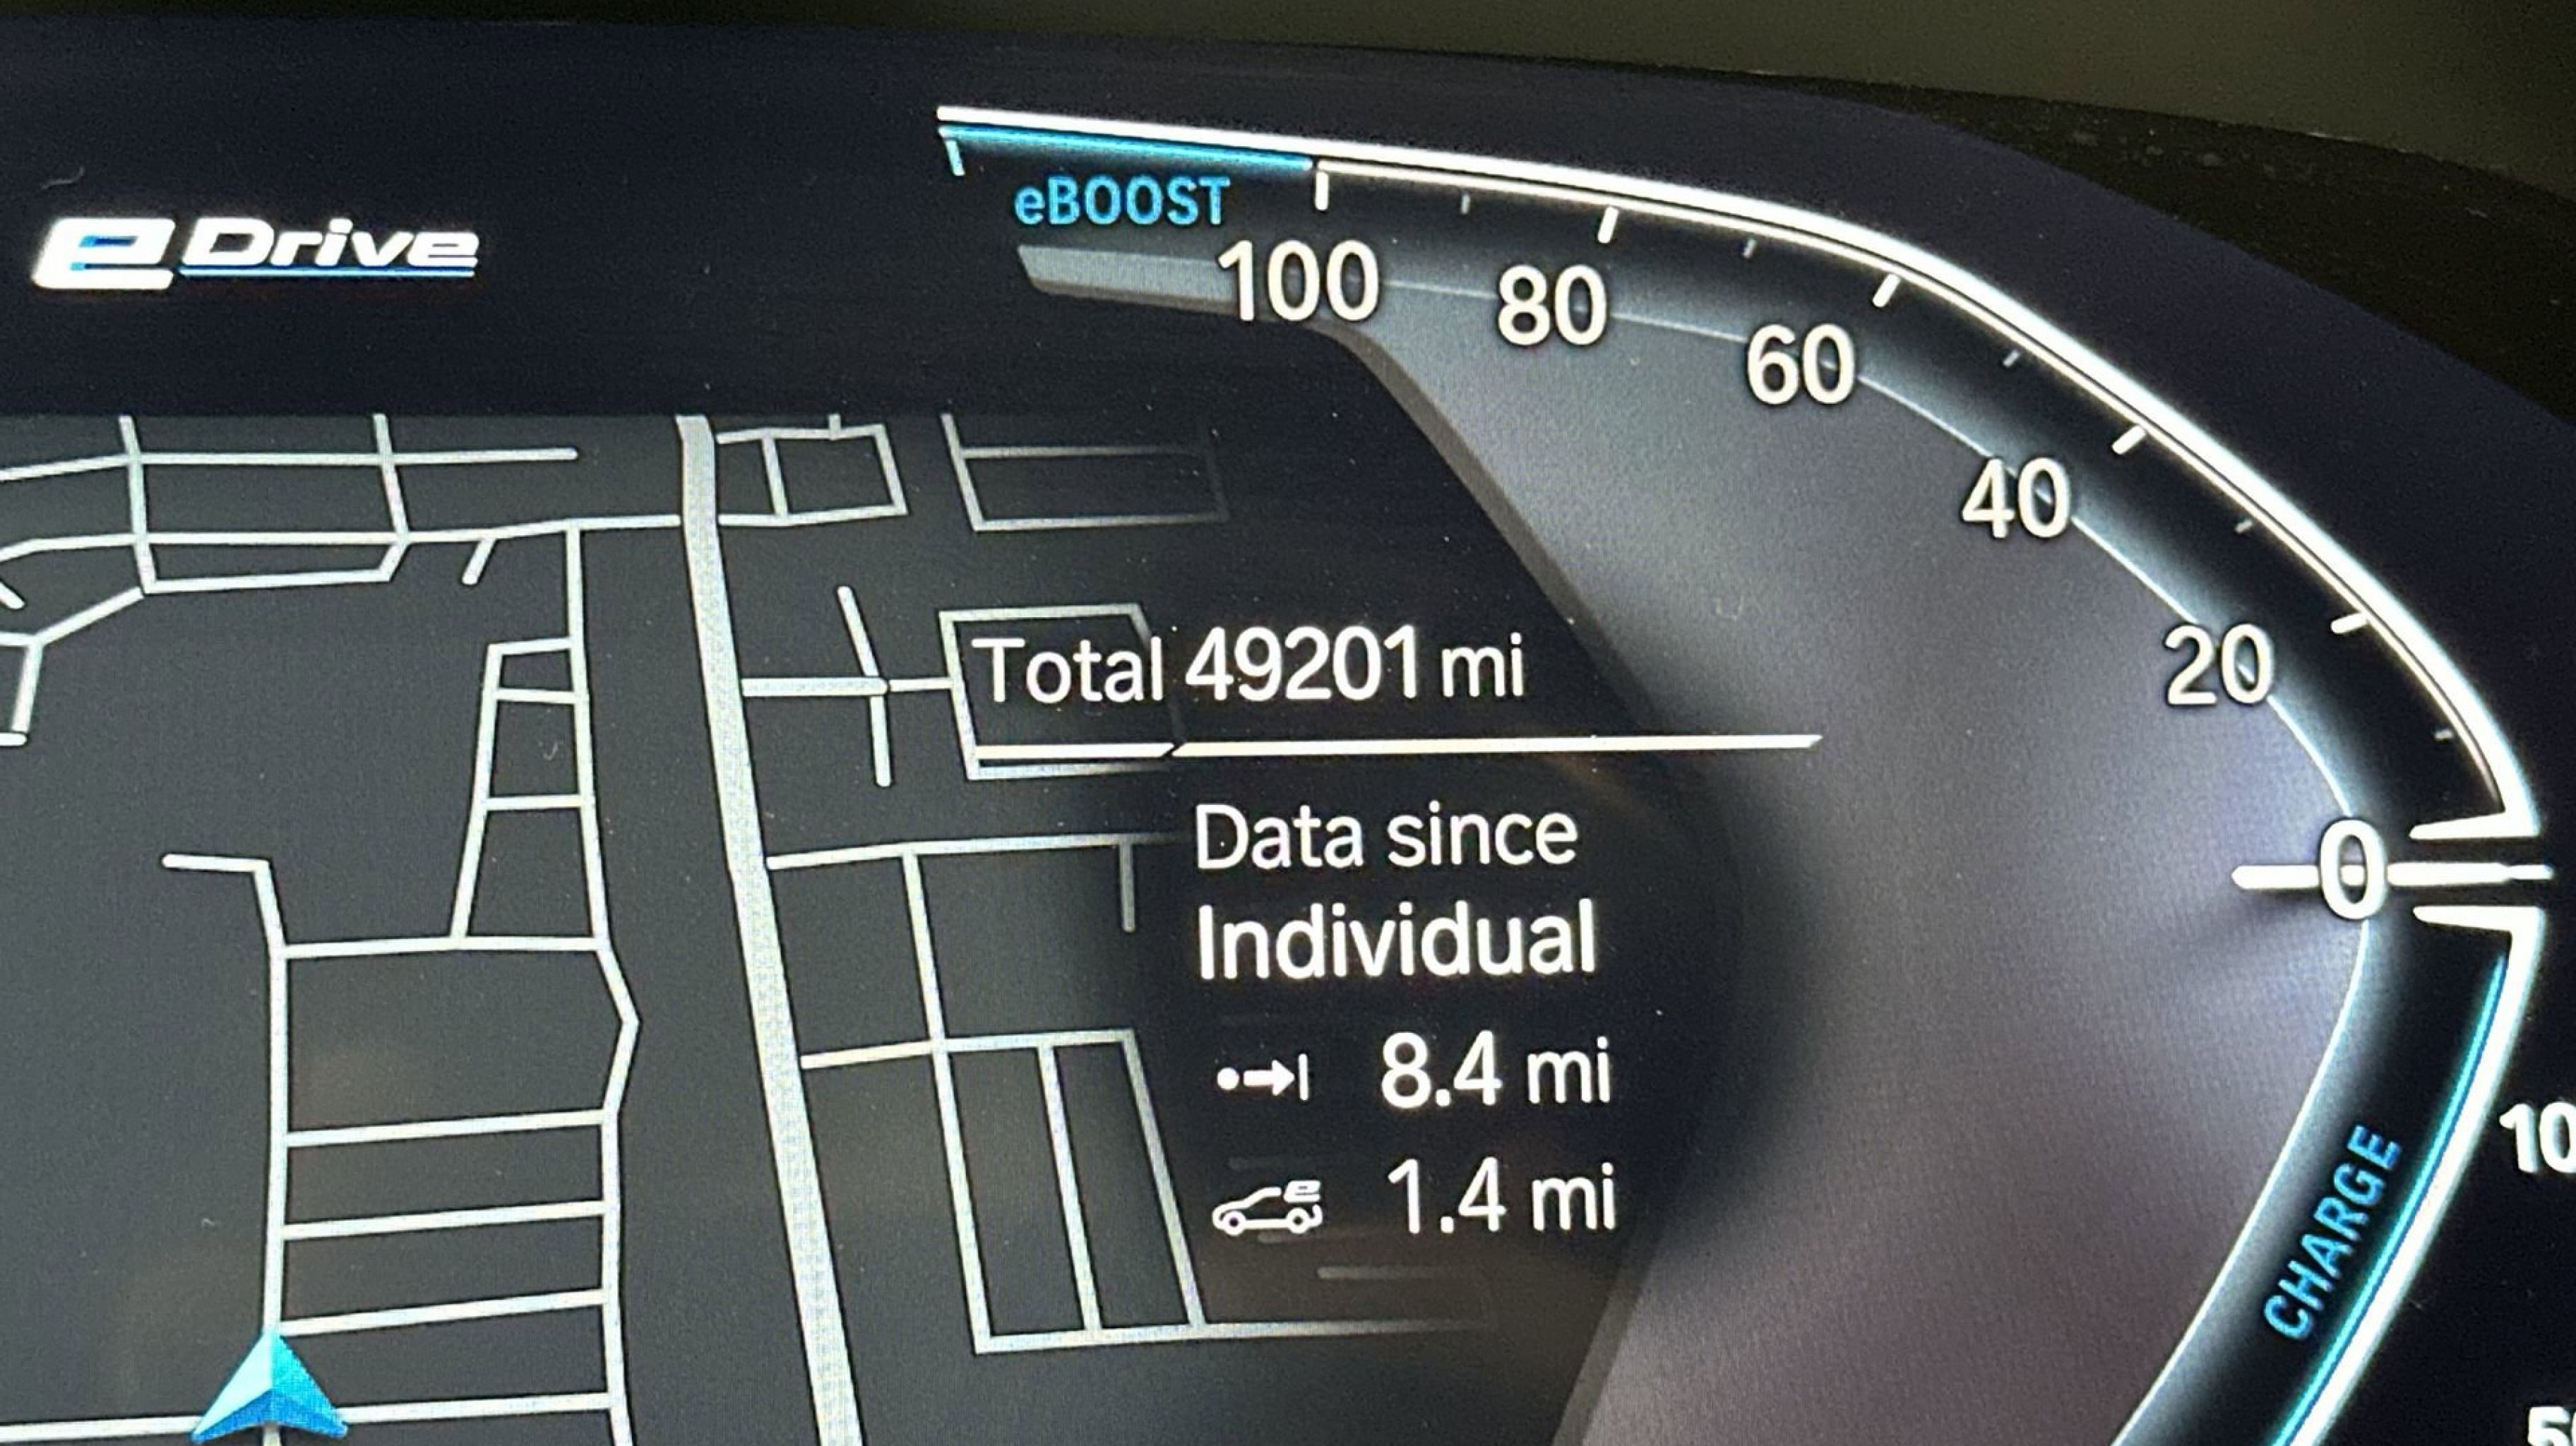 eDrive
eBOOST
100
80
60
40
20
0
Total 49201 mi
Data since
Individual
8.4 mi
1.4 mi
CHARGE
10